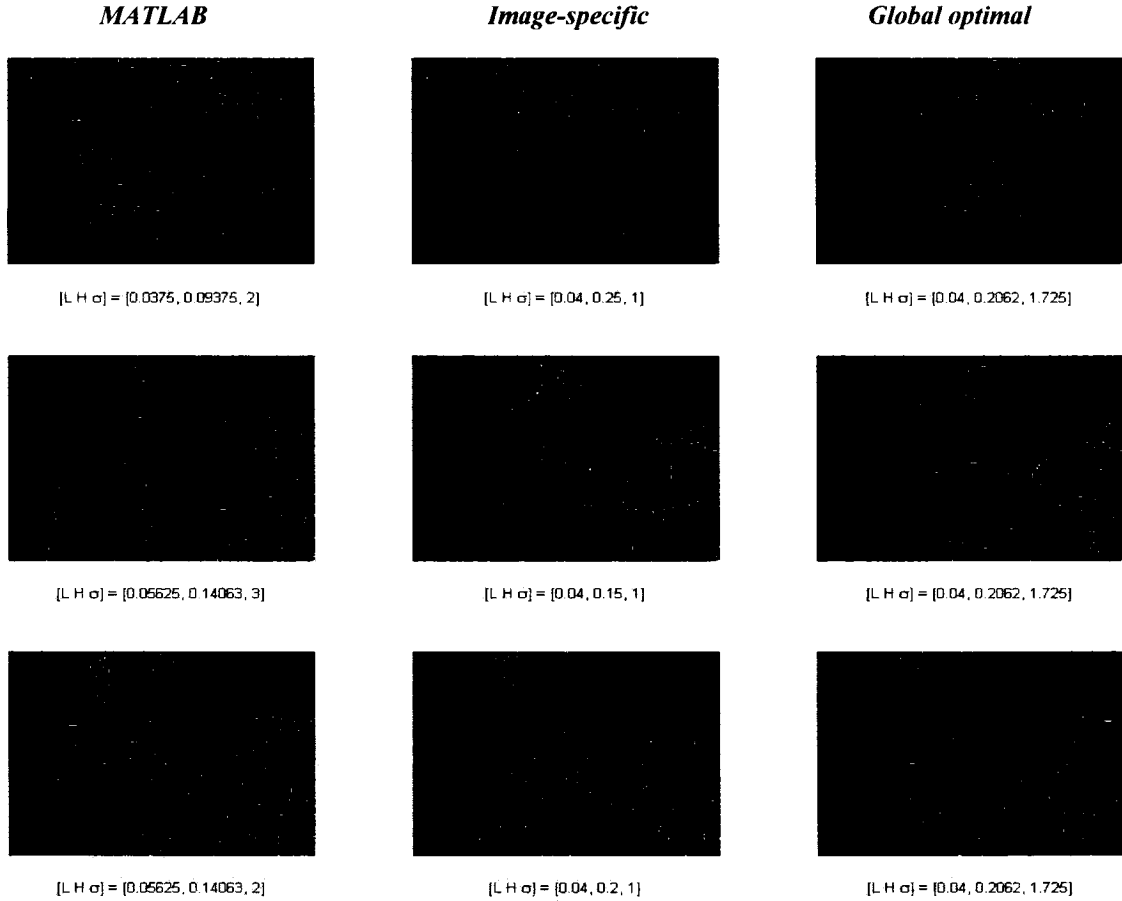 MATLAB Image-specific Global optimal
[L H σ] = [0.0375, 0.09375, 2] [L H σ] = [0.04, 0.25, 1] [L H σ] = [0.04, 0.2062, 1.725]
[L H σ] = [0.05625, 0.14063, 3] [L H σ] = [0.04, 0.15, 1] [L H σ] = [0.04, 0.2062, 1.725]
[L H σ] = [0.05625, 0.14063, 2] [L H σ] = [0.04, 0.2, 1] [L H σ] = [0.04, 0.2062, 1.725]